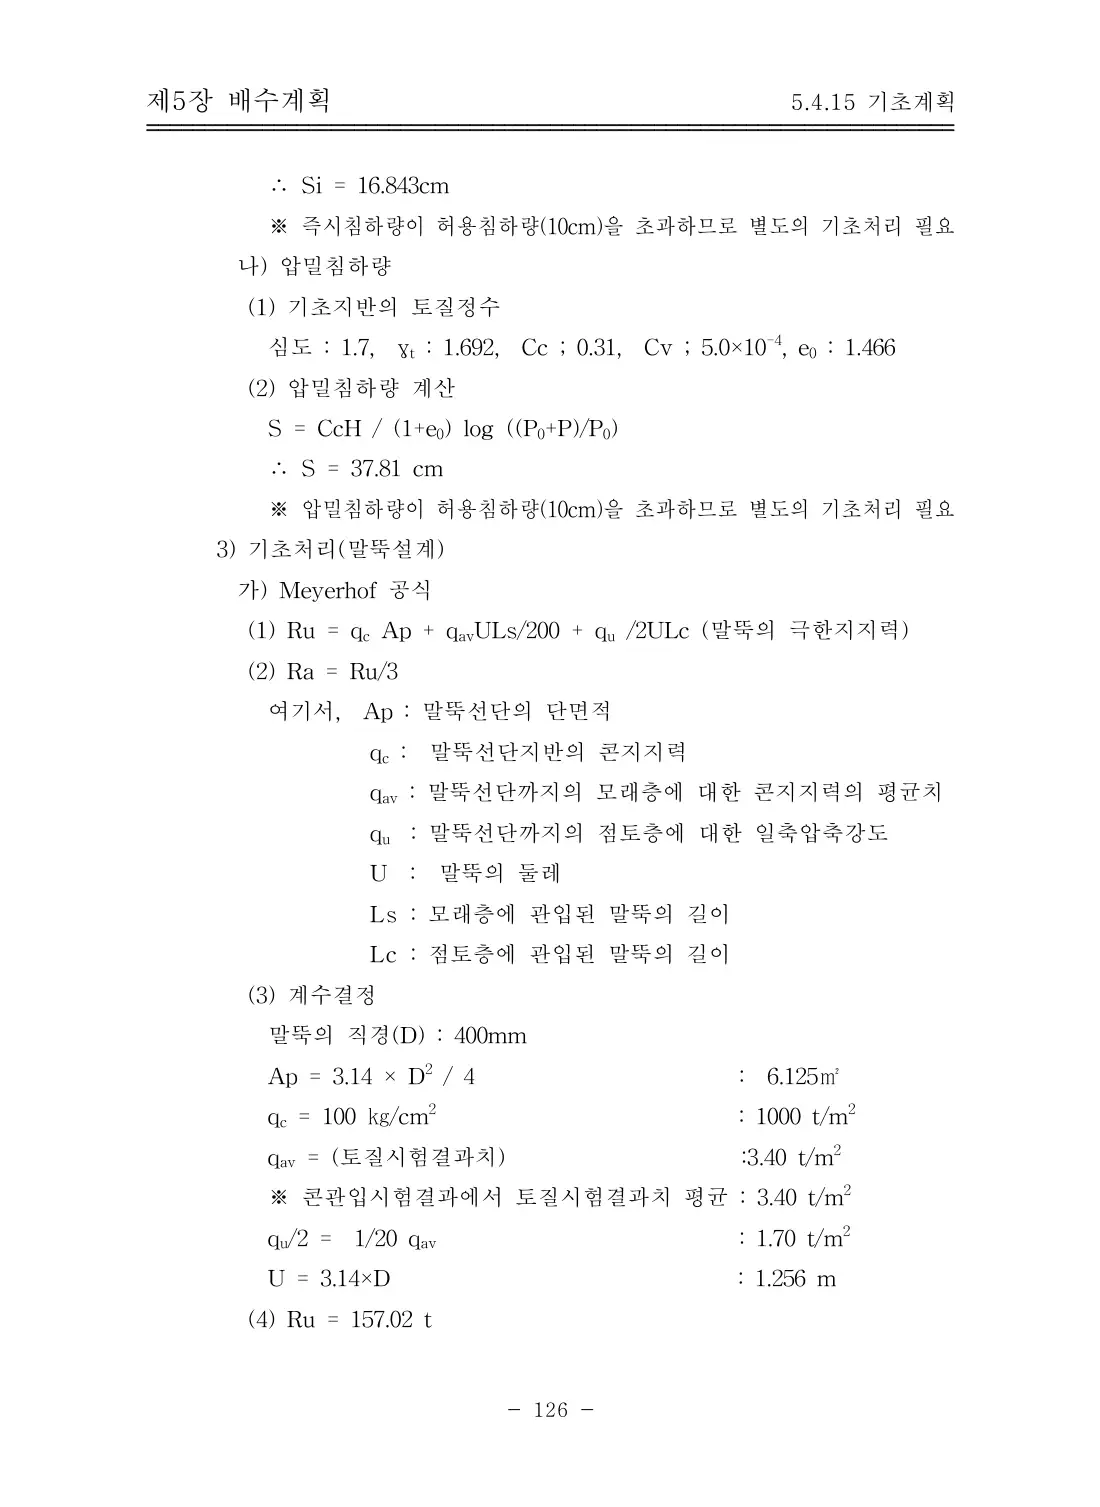 제5장 배수계획
5.4.15 기초계획
∴ Si = 16.843cm
※ 즉시침하량이 허용침하량(10cm)을 초과하므로 별도의 기초처리 필요
나) 압밀침하량
(1) 기초지반의 토질정수
심도 : 1.7, ɣt : 1.692, Cc ; 0.31, Cv ; 5.0×10⁻⁴, e₀ : 1.466
(2) 압밀침하량 계산
S = CcH / (1+e₀) log ((P₀+P)/P₀)
∴ S = 37.81 cm
※ 압밀침하량이 허용침하량(10cm)을 초과하므로 별도의 기초처리 필요
3) 기초처리(말뚝설계)
가) Meyerhof 공식
(1) Ru = qc Ap + qavULs/200 + qu /2ULc (말뚝의 극한지지력)
(2) Ra = Ru/3
여기서, Ap : 말뚝선단의 단면적
qc : 말뚝선단지반의 콘지지력
qav : 말뚝선단까지의 모래층에 대한 콘지지력의 평균치
qu : 말뚝선단까지의 점토층에 대한 일축압축강도
U : 말뚝의 둘레
Ls : 모래층에 관입된 말뚝의 길이
Lc : 점토층에 관입된 말뚝의 길이
(3) 계수결정
말뚝의 직경(D) : 400mm
Ap = 3.14 × D² / 4 : 6.125㎡
qc = 100 ㎏/cm² : 1000 t/m²
qav = (토질시험결과치) :3.40 t/m²
※ 콘관입시험결과에서 토질시험결과치 평균 : 3.40 t/m²
qu/2 = 1/20 qav : 1.70 t/m²
U = 3.14×D : 1.256 m
(4) Ru = 157.02 t
- 126 -